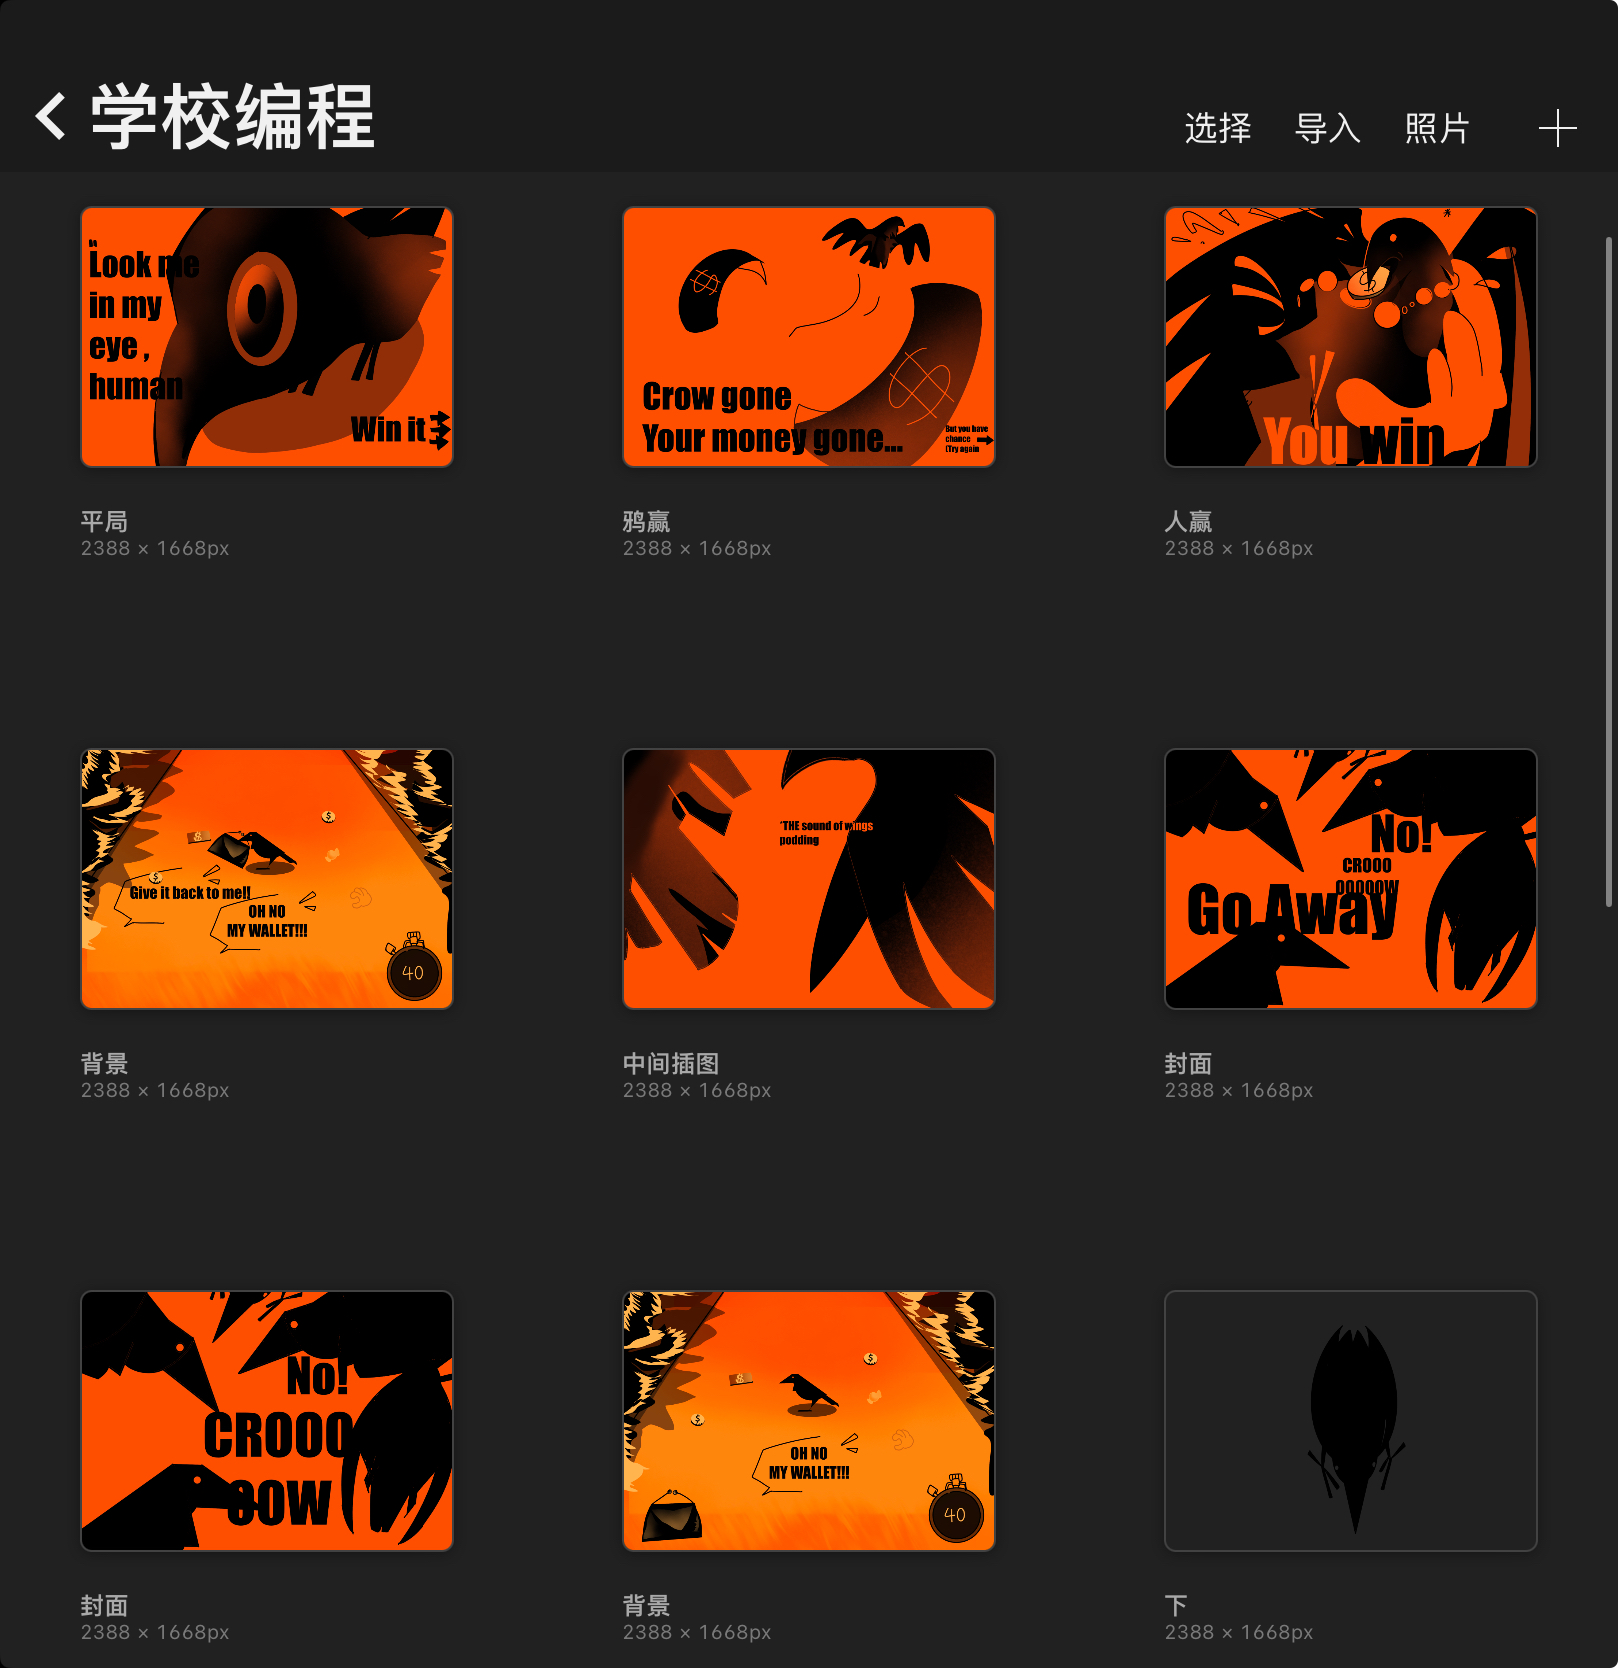 学校编程
选择 导入 照片
Look me
in my
eye ,
human
Win it
平局
2388 × 1668px
Crow gone
Your money gone...
But you have
chance
(Try again
鸦赢
2388 × 1668px
You win
人赢
2388 × 1668px
Give it back to me!!
OH NO
MY WALLET!!!
40
背景
2388 × 1668px
"THE sound of wings
podding
中间插图
2388 × 1668px
No!
CROOO
OOOOOW
Go Away
封面
2388 × 1668px
No!
CROOO
OOW
封面
2388 × 1668px
OH NO
MY WALLET!!!
40
背景
2388 × 1668px
下
2388 × 1668px